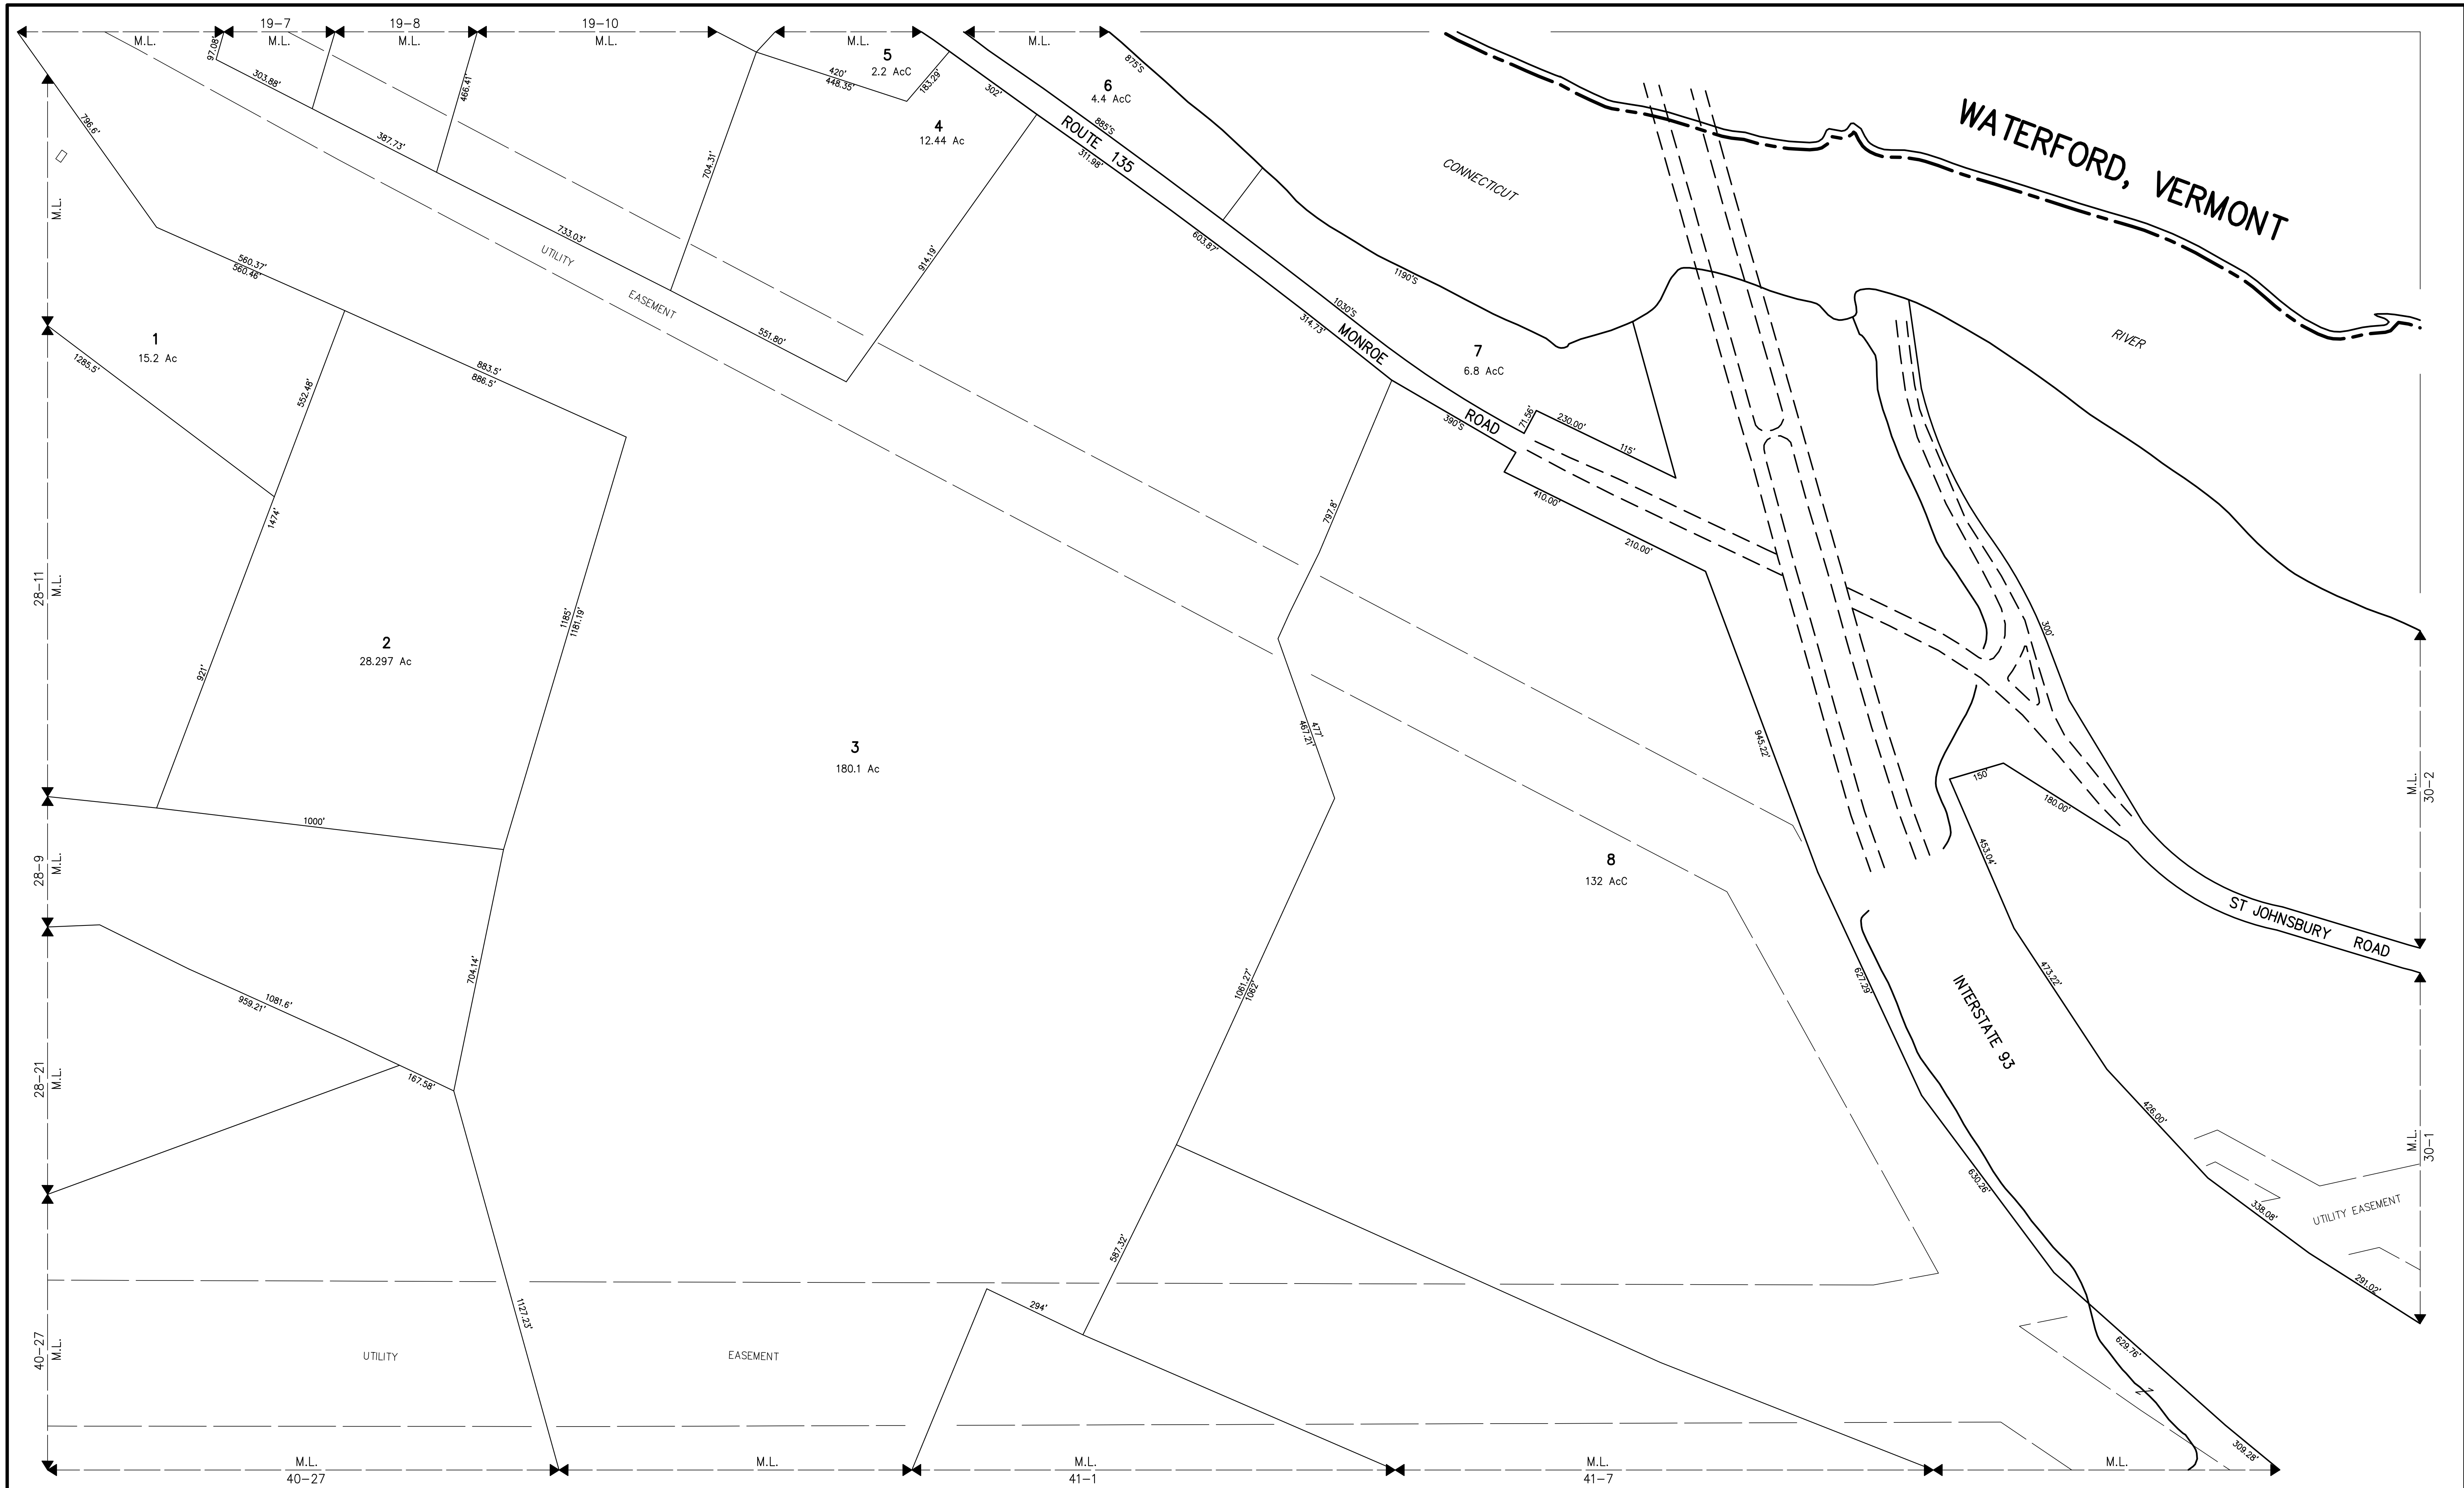 19-7
19-8
19-10
M.L.
M.L.
M.L.
M.L.
M.L.
M.L.
97.08'
303.88'
466.41'
420'
448.35'
183.29'
5
2.2 AcC
302'
6
4.4 AcC
875'S
885'S
ROUTE 135
311.98'
4
12.44 Ac
WATERFORD, VERMONT
CONNECTICUT
RIVER
796.6'
M.L.
387.73'
704.31'
733.03'
914.19'
603.87'
1190'S
1030'S
314.73'
MONROE
ROAD
390'S
560.37'
560.46'
UTILITY
EASEMENT
551.80'
1
15.2 Ac
1285.5'
552.48'
883.5'
886.5'
7
6.8 AcC
71.56'
230.00'
115'
410.00'
210.00'
797.8'
1474'
28-11
M.L.
921'
2
28.297 Ac
1185'
1181.19'
3
180.1 Ac
477'
467.21'
945.22'
300'
M.L.
30-2
150'
180.00'
453.04'
1000'
28-9
M.L.
8
132 AcC
ST JOHNSBURY ROAD
704.14'
1081.6'
959.21'
1061.27'
1062'
627.29'
473.22'
INTERSTATE 93
28-21
M.L.
167.58'
426.00'
M.L.
30-1
630.26'
338.08'
UTILITY EASEMENT
587.32'
291.02'
294'
1127.23'
40-27
M.L.
UTILITY
EASEMENT
629.76'
Z
309.28'
M.L.
40-27
M.L.
M.L.
41-1
M.L.
41-7
M.L.